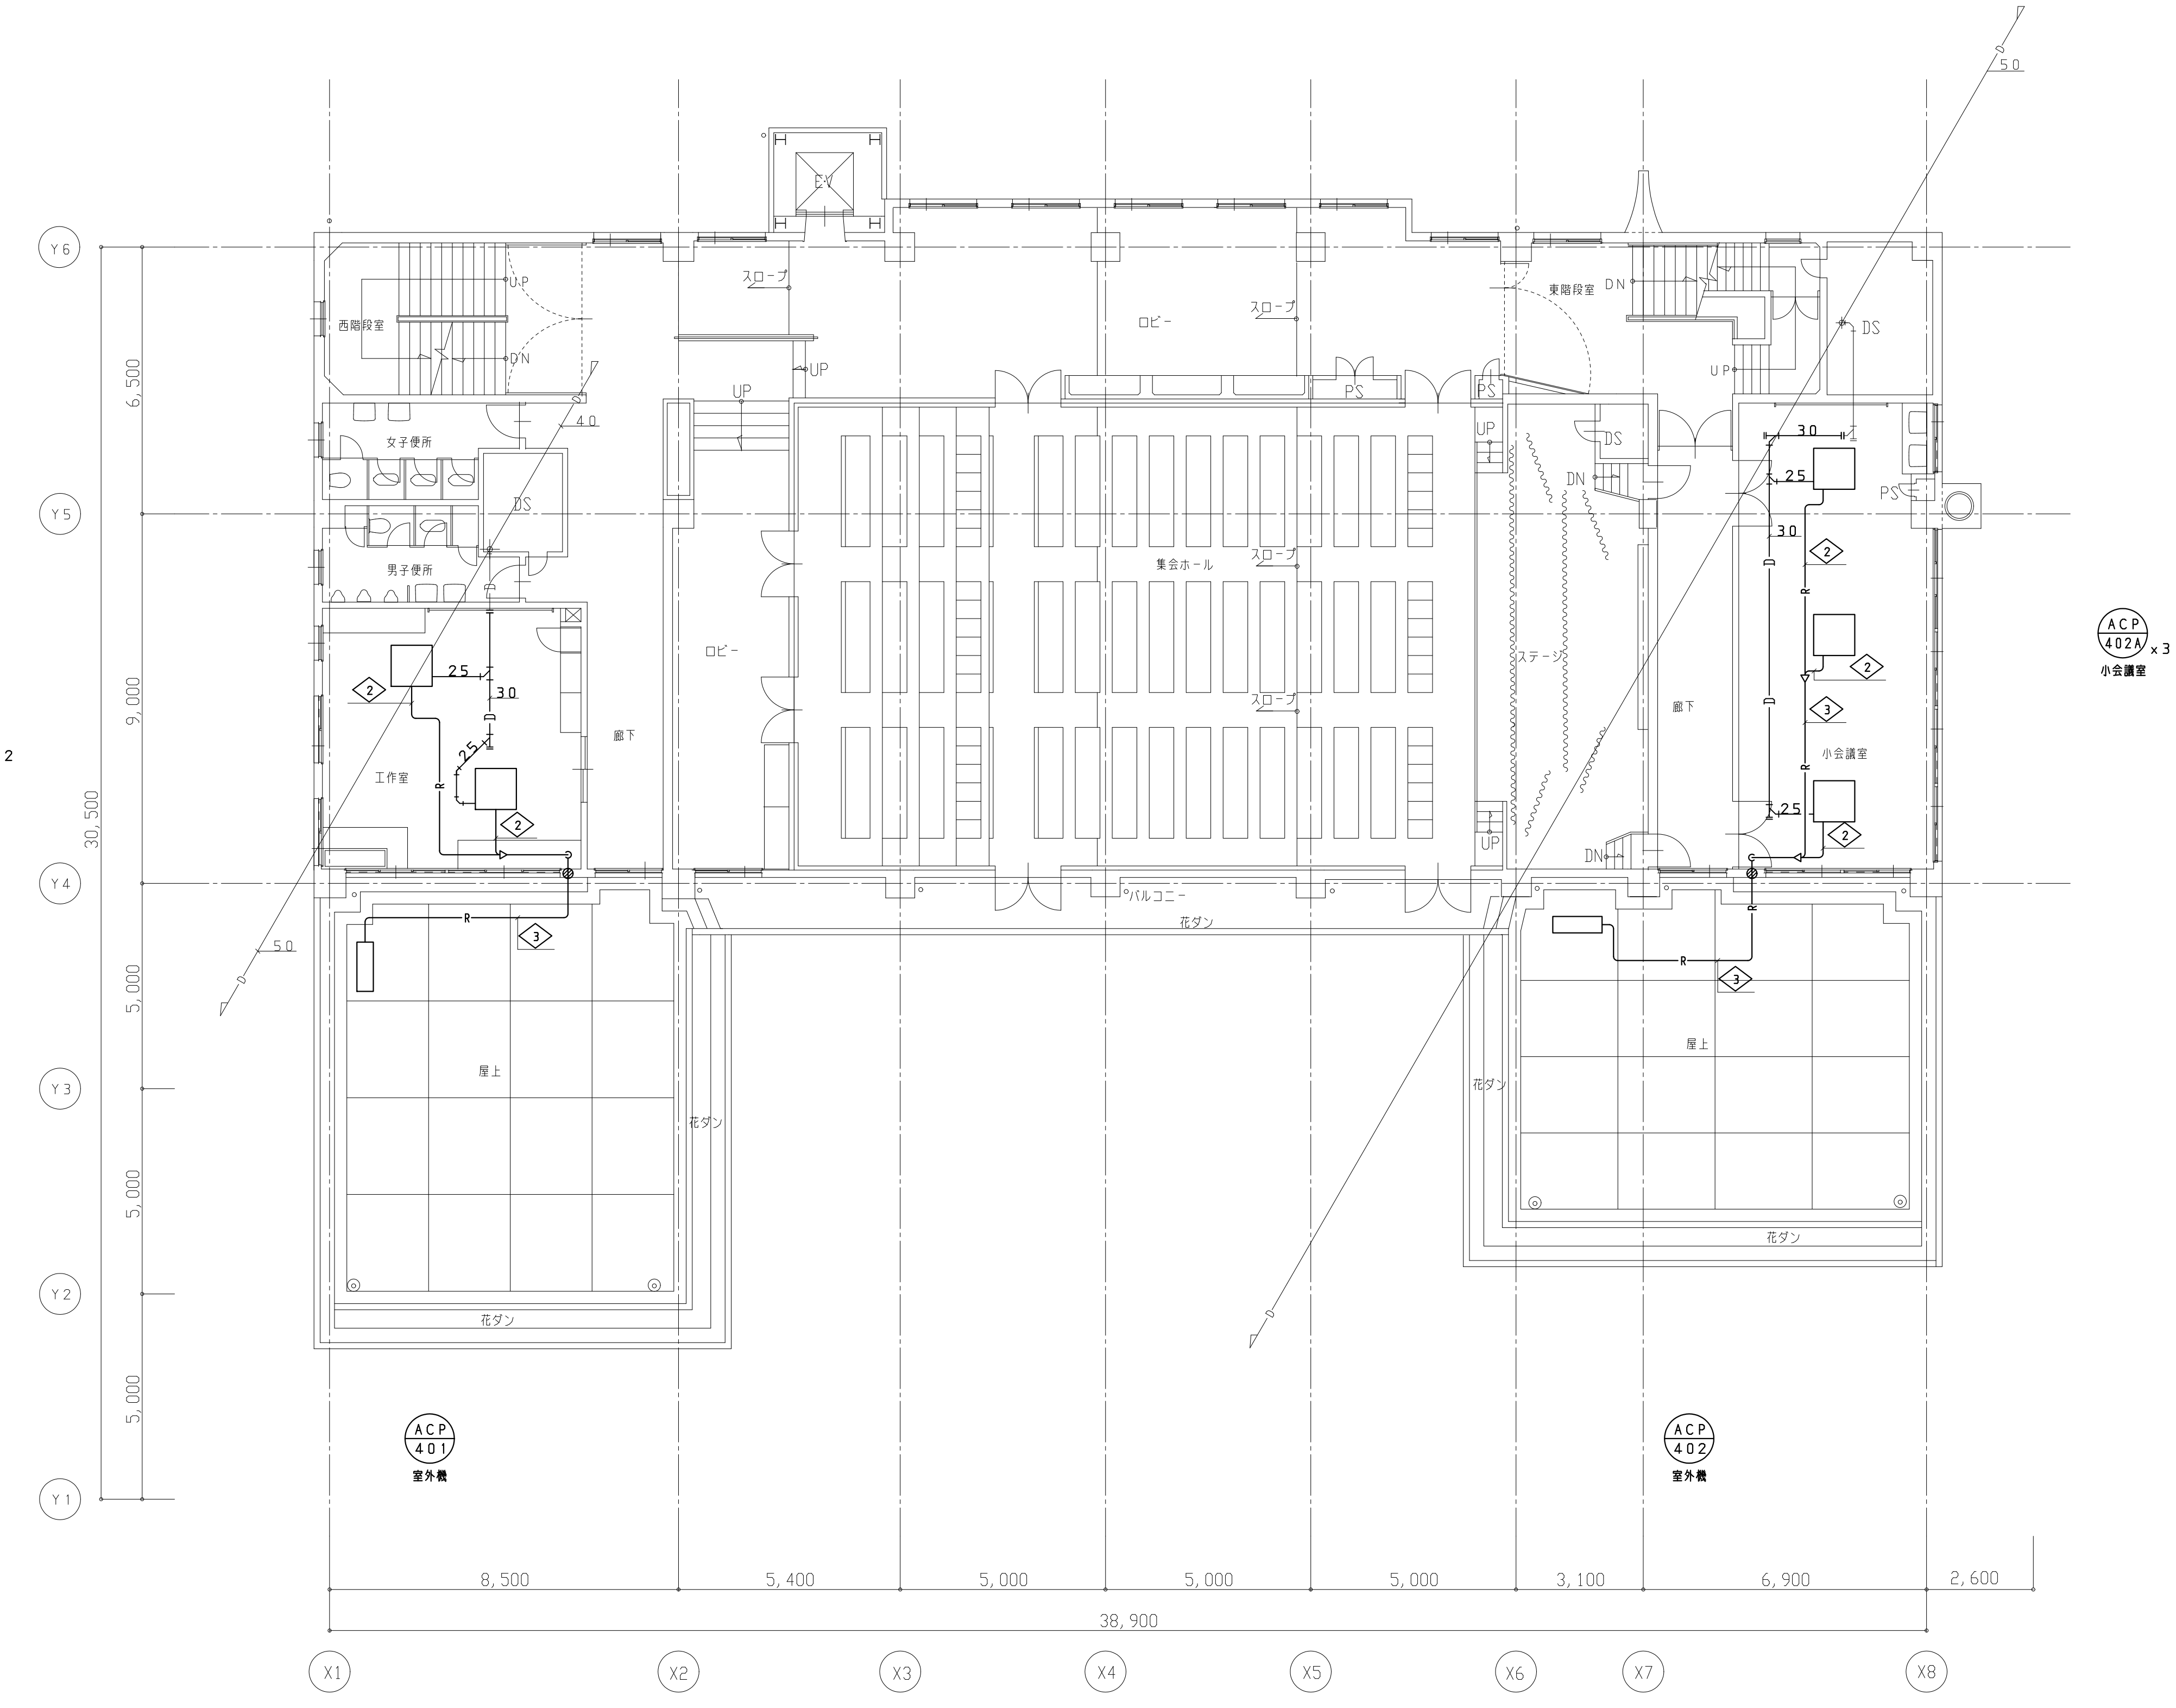 50
EV
Y6
UP
スロープ
スロープ
ロビー
東階段室
DN
DS
西階段室
DN
UP
UP
UP
PS
PS
6,500
40
女子便所
UP
DS
30
25
DN
PS
DS
Y5
30
2
スロープ
集会ホール
男子便所
D
D
R
ACP
402A
x3
小会議室
25
2
30
ロビー
ステージ
2
9,000
スロープ
廊下
3
D
D
廊下
25
2
工作室
小会議室
R
R
30,500
25
2
2
UP
DN
Y4
バルコニー
花ダン
R
R
3
50
R
3
D
5,000
屋上
屋上
Y3
花ダン
花ダン
5,000
花ダン
Y2
花ダン
D
5,000
ACP
401
室外機
ACP
402
室外機
Y1
8,500
5,400
5,000
5,000
5,000
3,100
6,900
2,600
38,900
X1
X2
X3
X4
X5
X6
X7
X8
D
D
5,000